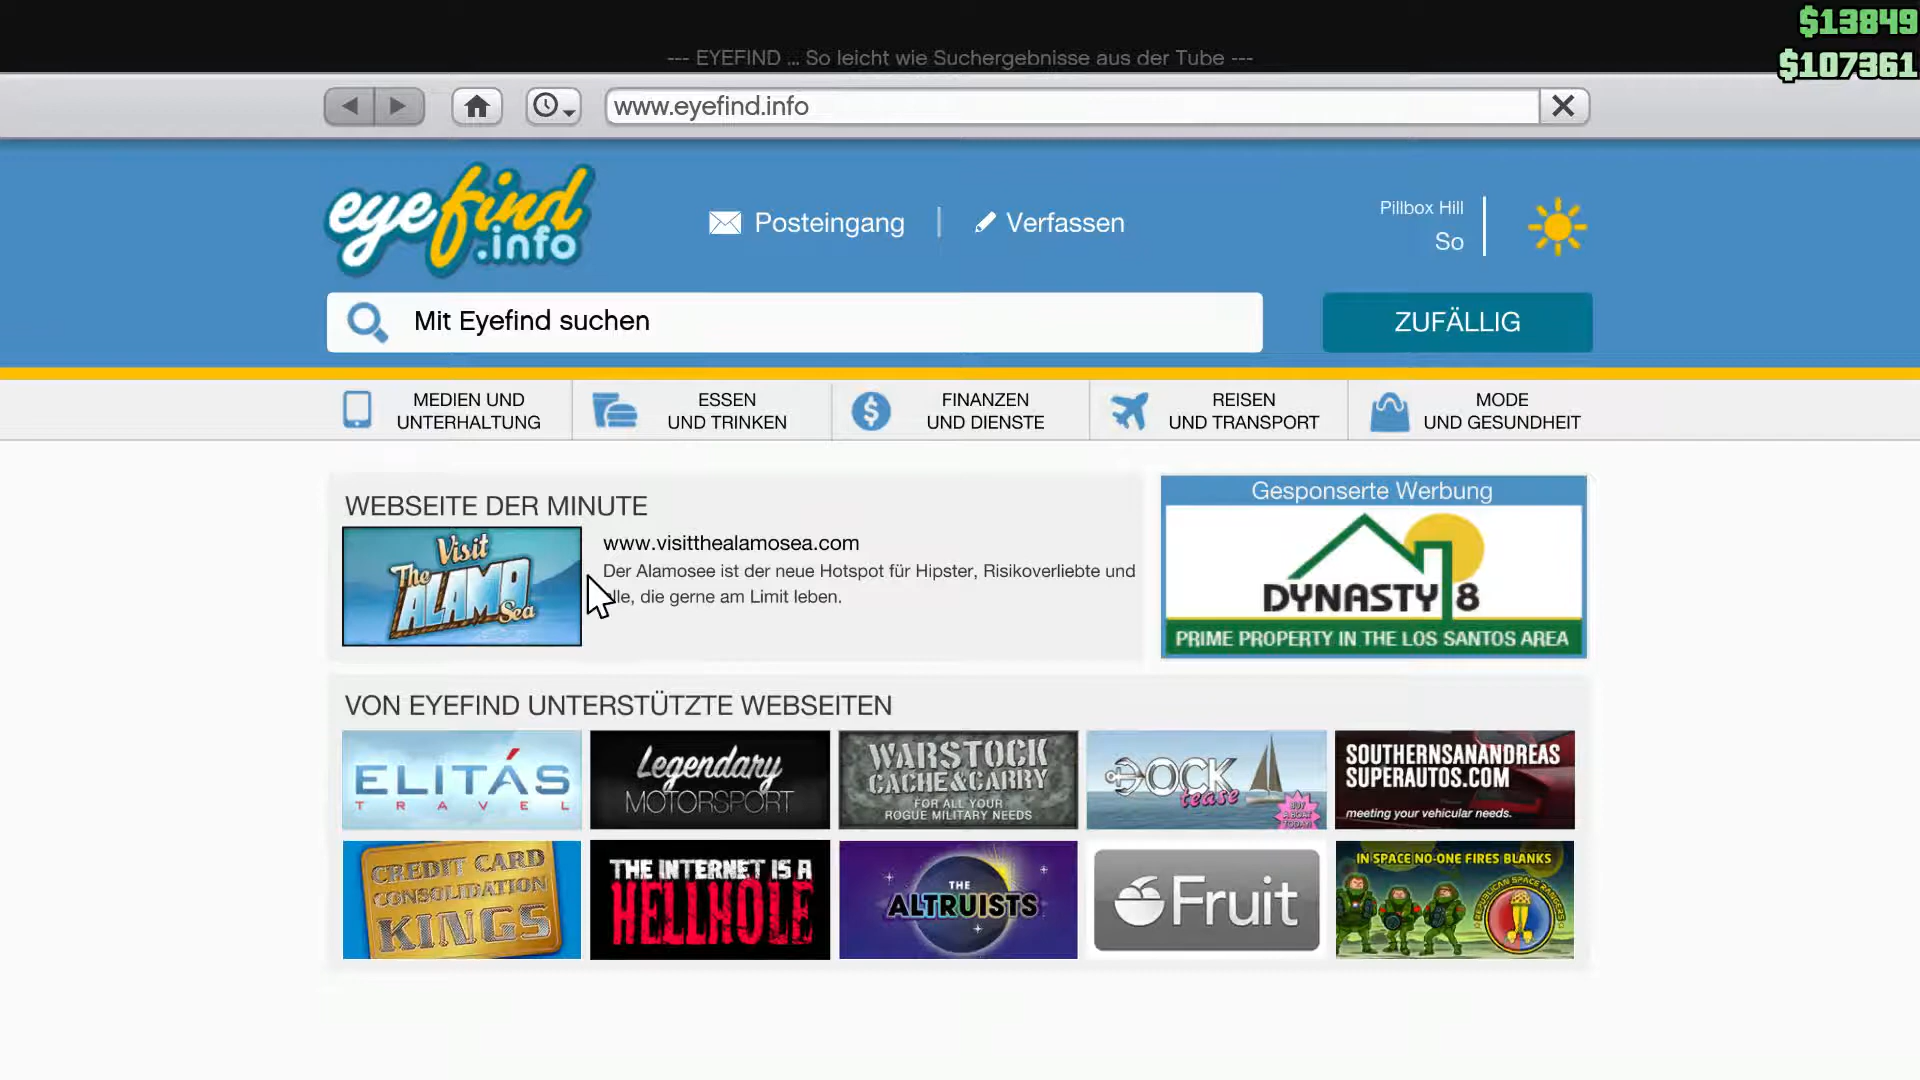 $13849
--- EYEFIND ... So leicht wie Suchergebnisse aus der Tube ---
$107361
www.eyefind.info
eyefind
.info
Posteingang
Verfassen
Pillbox Hill
So
Mit Eyefind suchen
ZUFÄLLIG
MEDIEN UND
UNTERHALTUNG
ESSEN
UND TRINKEN
FINANZEN
UND DIENSTE
REISEN
UND TRANSPORT
MODE
UND GESUNDHEIT
WEBSEITE DER MINUTE
Visit
The
ALAMO
Sea
www.visitthealamosea.com
Der Alamosee ist der neue Hotspot für Hipster, Risikoverliebte und
lle, die gerne am Limit leben.
Gesponserte Werbung
DYNASTY 8
PRIME PROPERTY IN THE LOS SANTOS AREA
VON EYEFIND UNTERSTÜTZTE WEBSEITEN
ELITÁS
TRAVEL
Legendary
MOTORSPORT
WARSTOCK
CACHE&CARRY
FOR ALL YOUR
ROGUE MILITARY NEEDS
DOCK
tease
BUY
A BOAT
TODAY!
SOUTHERNSANANDREAS
SUPERAUTOS.COM
meeting your vehicular needs.
CREDIT CARD
CONSOLIDATION
KINGS
THE INTERNET IS A
HELLHOLE
THE
ALTRUISTS
Fruit
IN SPACE NO-ONE FIRES BLANKS
REPUBLICAN SPACE RANGERS